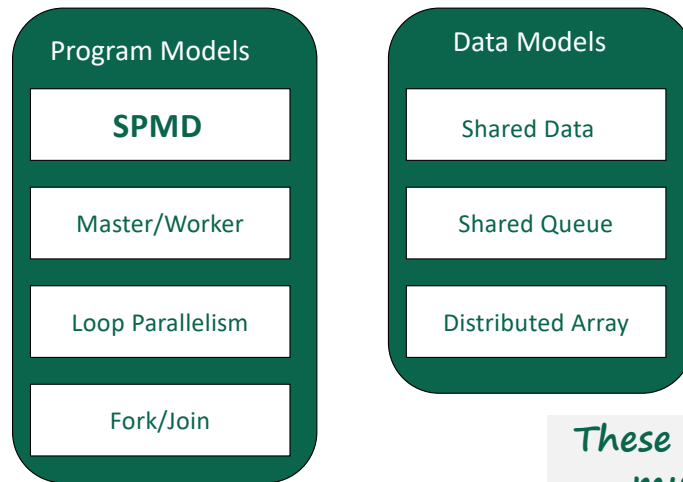 Program Models
SPMD
Master/Worker
Loop Parallelism
Fork/Join
Data Models
Shared Data
Shared Queue
Distributed Array
These